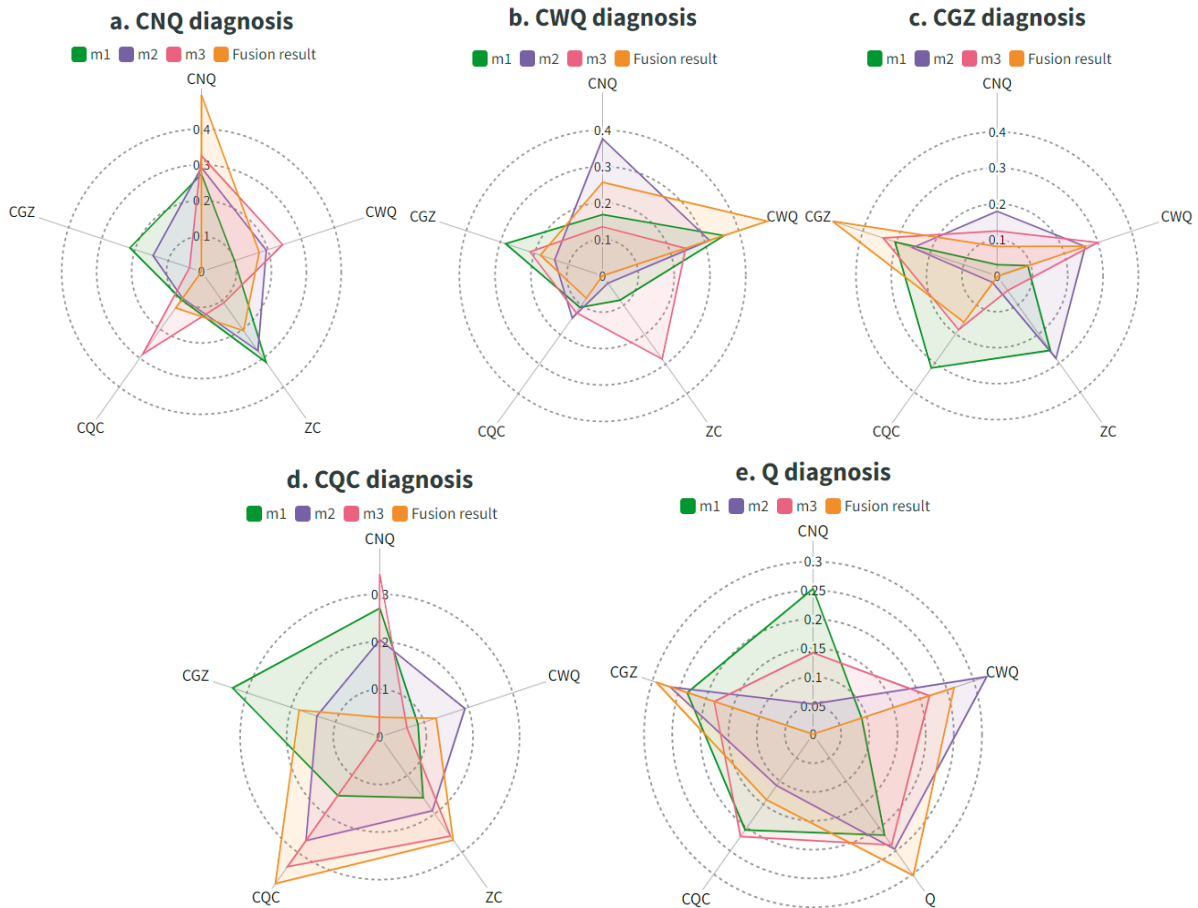 a. CNQ diagnosis
m1 m2 m3 Fusion result
CNQ
0.4
0.3
0.2
0.1
0
CWQ
CGZ
CQC
ZC
b. CWQ diagnosis
m1 m2 m3 Fusion result
CNQ
0.4
0.3
0.2
0.1
0
CWQ
CGZ
CQC
ZC
c. CGZ diagnosis
m1 m2 m3 Fusion result
CNQ
0.4
0.3
0.2
0.1
0
CWQ
CGZ
CQC
ZC
d. CQC diagnosis
m1 m2 m3 Fusion result
CNQ
0.3
0.2
0.1
0
CWQ
CGZ
CQC
ZC
e. Q diagnosis
m1 m2 m3 Fusion result
CNQ
0.3
0.25
0.2
0.15
0.1
0.05
0
CWQ
CGZ
CQC
Q